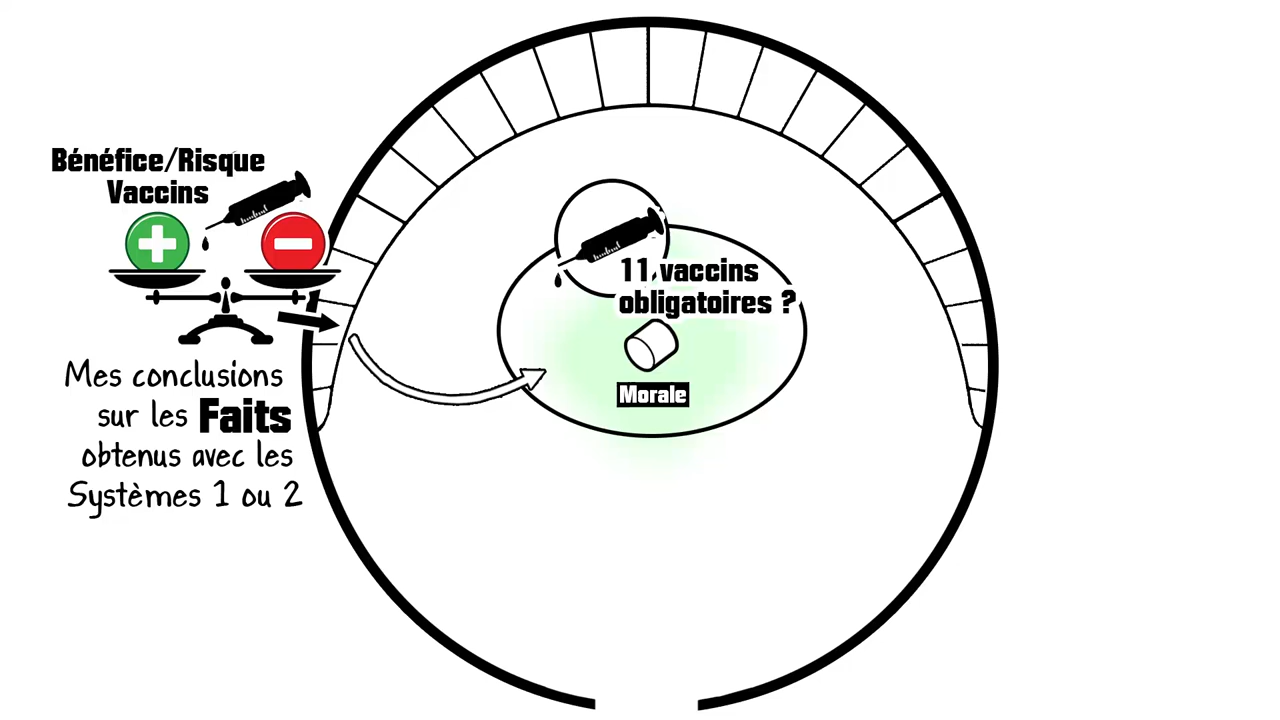 Bénéfice/Risque
Vaccins
Mes conclusions
sur les Faits
obtenus avec les
Systèmes 1 ou 2
11 vaccins
obligatoires ?
Morale